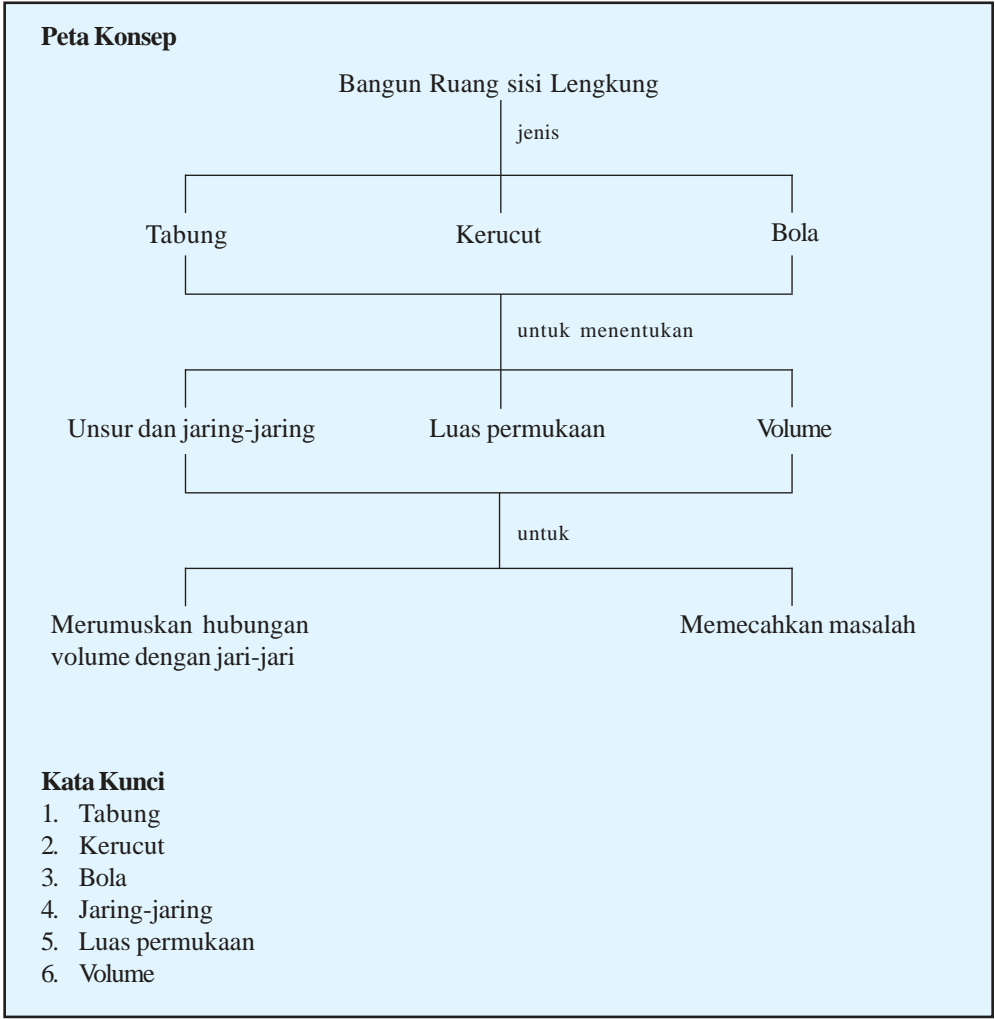 Peta Konsep
Bangun Ruang sisi Lengkung
jenis
Tabung Kerucut Bola
untuk menentukan
Unsur dan jaring-jaring Luas permukaan Volume
untuk
Merumuskan hubungan
volume dengan jari-jari
Memecahkan masalah
Kata Kunci
1. Tabung
2. Kerucut
3. Bola
4. Jaring-jaring
5. Luas permukaan
6. Volume